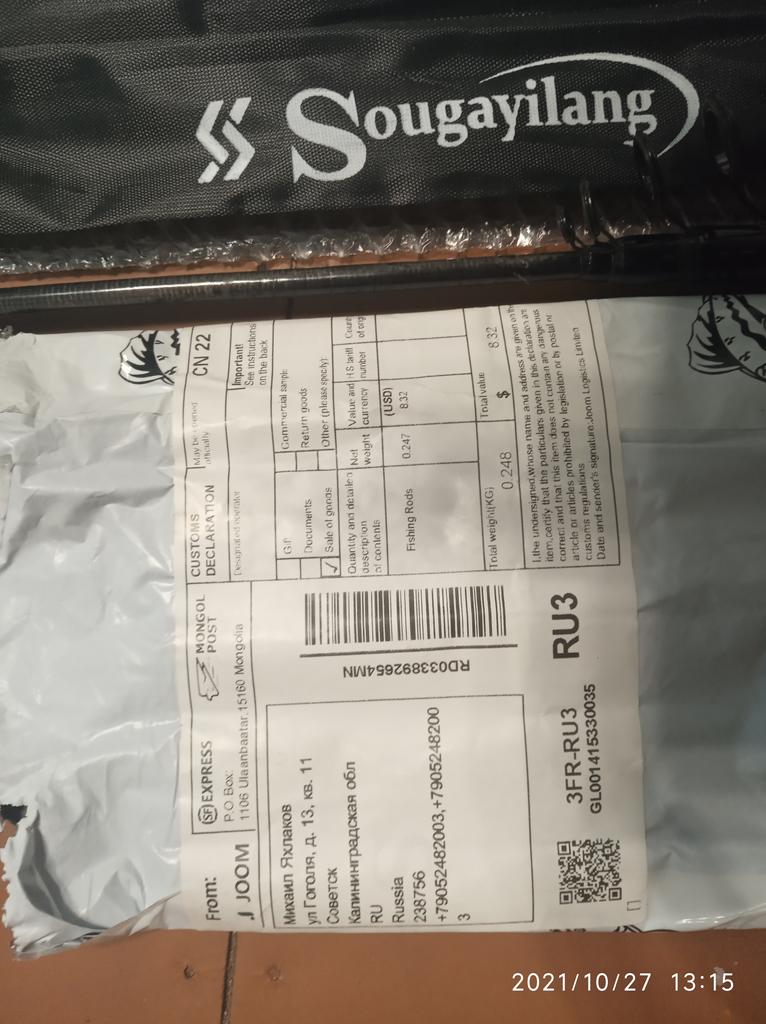 Sougayilang
From:
JOOM
SF EXPRESS
P.O.Box:
1106 Ulaanbaatar.15160 Mongolia
MONGOL
POST
CUSTOMS
DECLARATION
May be opened
officially
CN 22
Designated operator
Important!
See instructions
on the back
Gift
Commercial sample
Documents
Return goods
✓ Sale of goods
Other (please specify):
Quantity and detailed
description
of contents
Net
weight
Value and
currency
(USD)
HS tariff
number
Fishing Rods
0.247
8.32
Total weight(KG)
0.248
Total value
$
8.32
I,the undersigned,whose name and address are given on the
item,certify that the particulars given in this declaration are
correct and that this item does not contain any dangerous
article or articles prohibited by legislation or by postal or
customs regulations
Date and sender's signature:Joom Logistics Limited
RD033892654MN
Михаил Яхлаков
ул Гоголя, д. 13, кв. 11
Советск
Калининградская обл
RU
Russia
238756
+79052482003,+7905248200
3
3FR-RU3
GL001415330035
RU3
2021/10/27 13:15